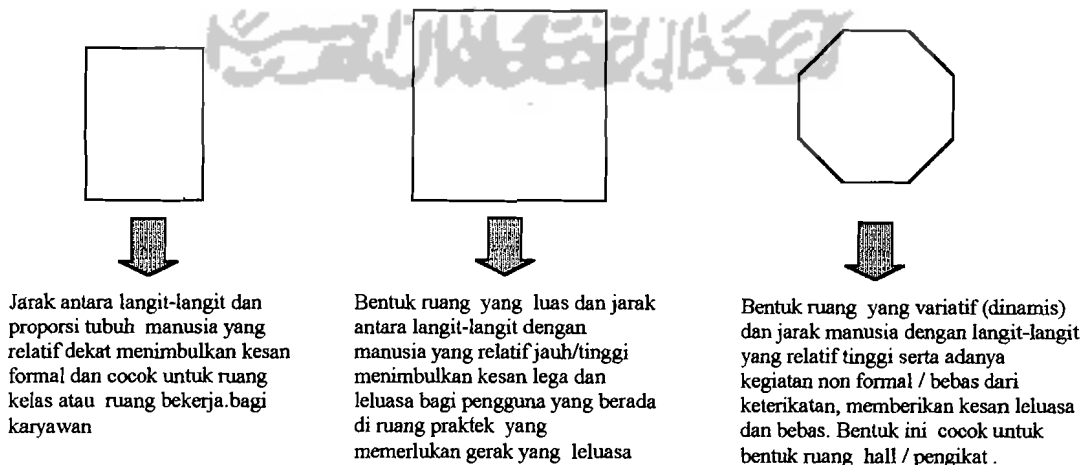 Jarak antara langit-langit dan
proporsi tubuh manusia yang
relatif dekat menimbulkan kesan
formal dan cocok untuk ruang
kelas atau ruang bekerja.bagi
karyawan
Bentuk ruang yang luas dan jarak
antara langit-langit dengan
manusia yang relatif jauh/tinggi
menimbulkan kesan lega dan
leluasa bagi pengguna yang berada
di ruang praktek yang
memerlukan gerak yang leluasa
Bentuk ruang yang variatif (dinamis)
dan jarak manusia dengan langit-langit
yang relatif tinggi serta adanya
kegiatan non formal / bebas dari
keterikatan, memberikan kesan leluasa
dan bebas. Bentuk ini cocok untuk
bentuk ruang hall / pengikat .